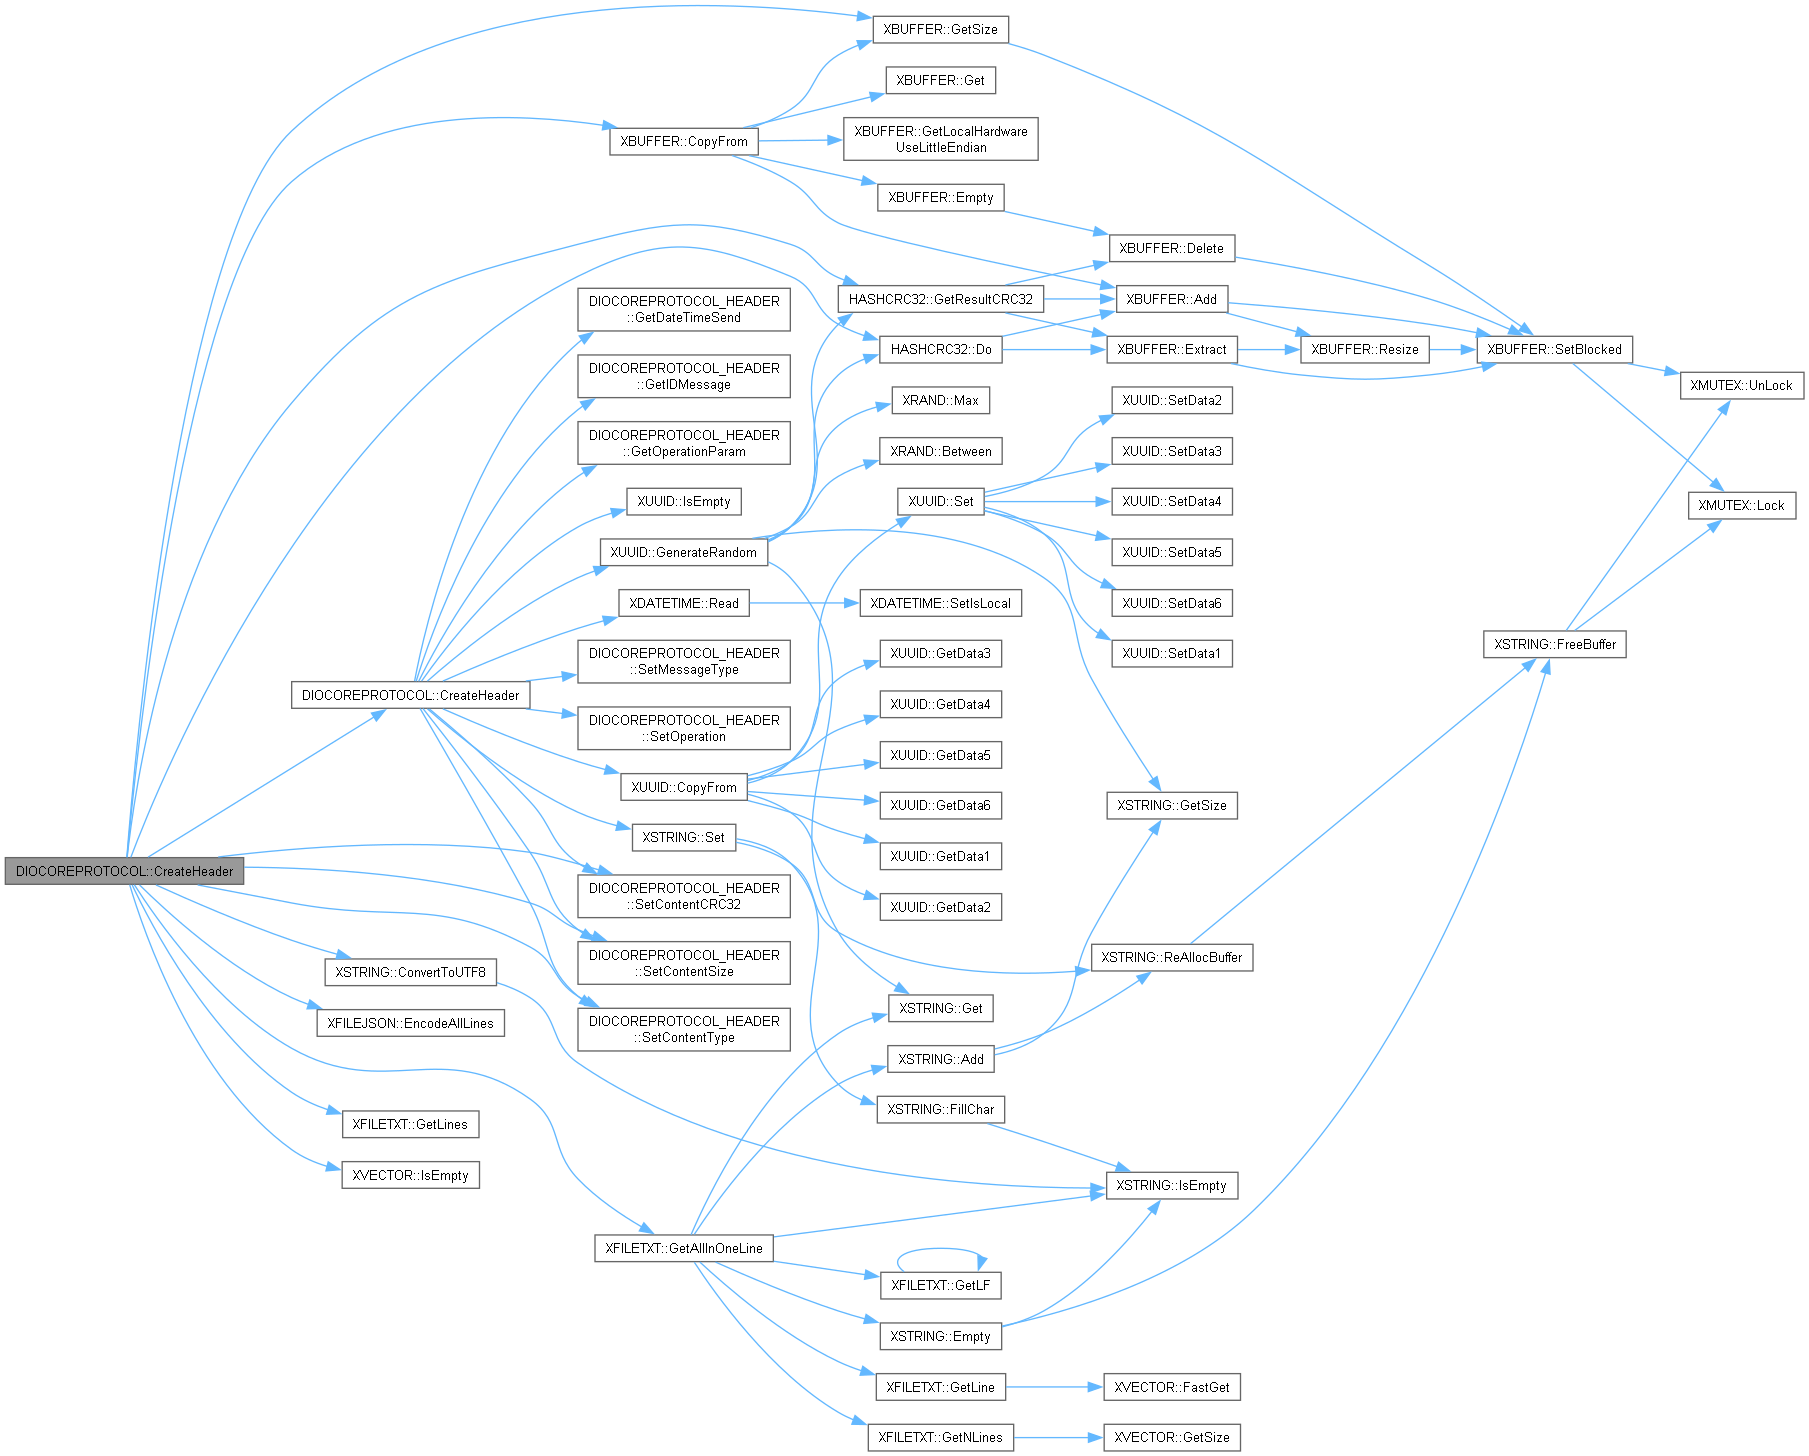 XBUFFER::GetSize
XBUFFER::Get
XBUFFER::CopyFrom
XBUFFER::GetLocalHardware
UseLittleEndian
XBUFFER::Empty
XBUFFER::Delete
DIOCOREPROTOCOL_HEADER
::GetDateTimeSend
HASHCRC32::GetResultCRC32
XBUFFER::Add
HASHCRC32::Do
XBUFFER::Extract
XBUFFER::Resize
XBUFFER::SetBlocked
DIOCOREPROTOCOL_HEADER
::GetIDMessage
XMUTEX::UnLock
XRAND::Max
XUUID::SetData2
DIOCOREPROTOCOL_HEADER
::GetOperationParam
XRAND::Between
XUUID::SetData3
XUUID::IsEmpty
XUUID::Set
XUUID::SetData4
XMUTEX::Lock
XUUID::GenerateRandom
XUUID::SetData5
XDATETIME::Read
XDATETIME::SetIsLocal
XUUID::SetData6
XSTRING::FreeBuffer
DIOCOREPROTOCOL_HEADER
::SetMessageType
XUUID::GetData3
XUUID::SetData1
DIOCOREPROTOCOL::CreateHeader
XUUID::GetData4
DIOCOREPROTOCOL_HEADER
::SetOperation
XUUID::GetData5
XUUID::CopyFrom
XUUID::GetData6
XSTRING::GetSize
XSTRING::Set
XUUID::GetData1
DIOCOREPROTOCOL::CreateHeader
DIOCOREPROTOCOL_HEADER
::SetContentCRC32
XUUID::GetData2
DIOCOREPROTOCOL_HEADER
::SetContentSize
XSTRING::ReAllocBuffer
XSTRING::ConvertToUTF8
XSTRING::Get
XFILEJSON::EncodeAllLines
DIOCOREPROTOCOL_HEADER
::SetContentType
XSTRING::Add
XSTRING::FillChar
XFILETXT::GetLines
XVECTOR::IsEmpty
XSTRING::IsEmpty
XFILETXT::GetAllInOneLine
XFILETXT::GetLF
XSTRING::Empty
XFILETXT::GetLine
XVECTOR::FastGet
XFILETXT::GetNLines
XVECTOR::GetSize